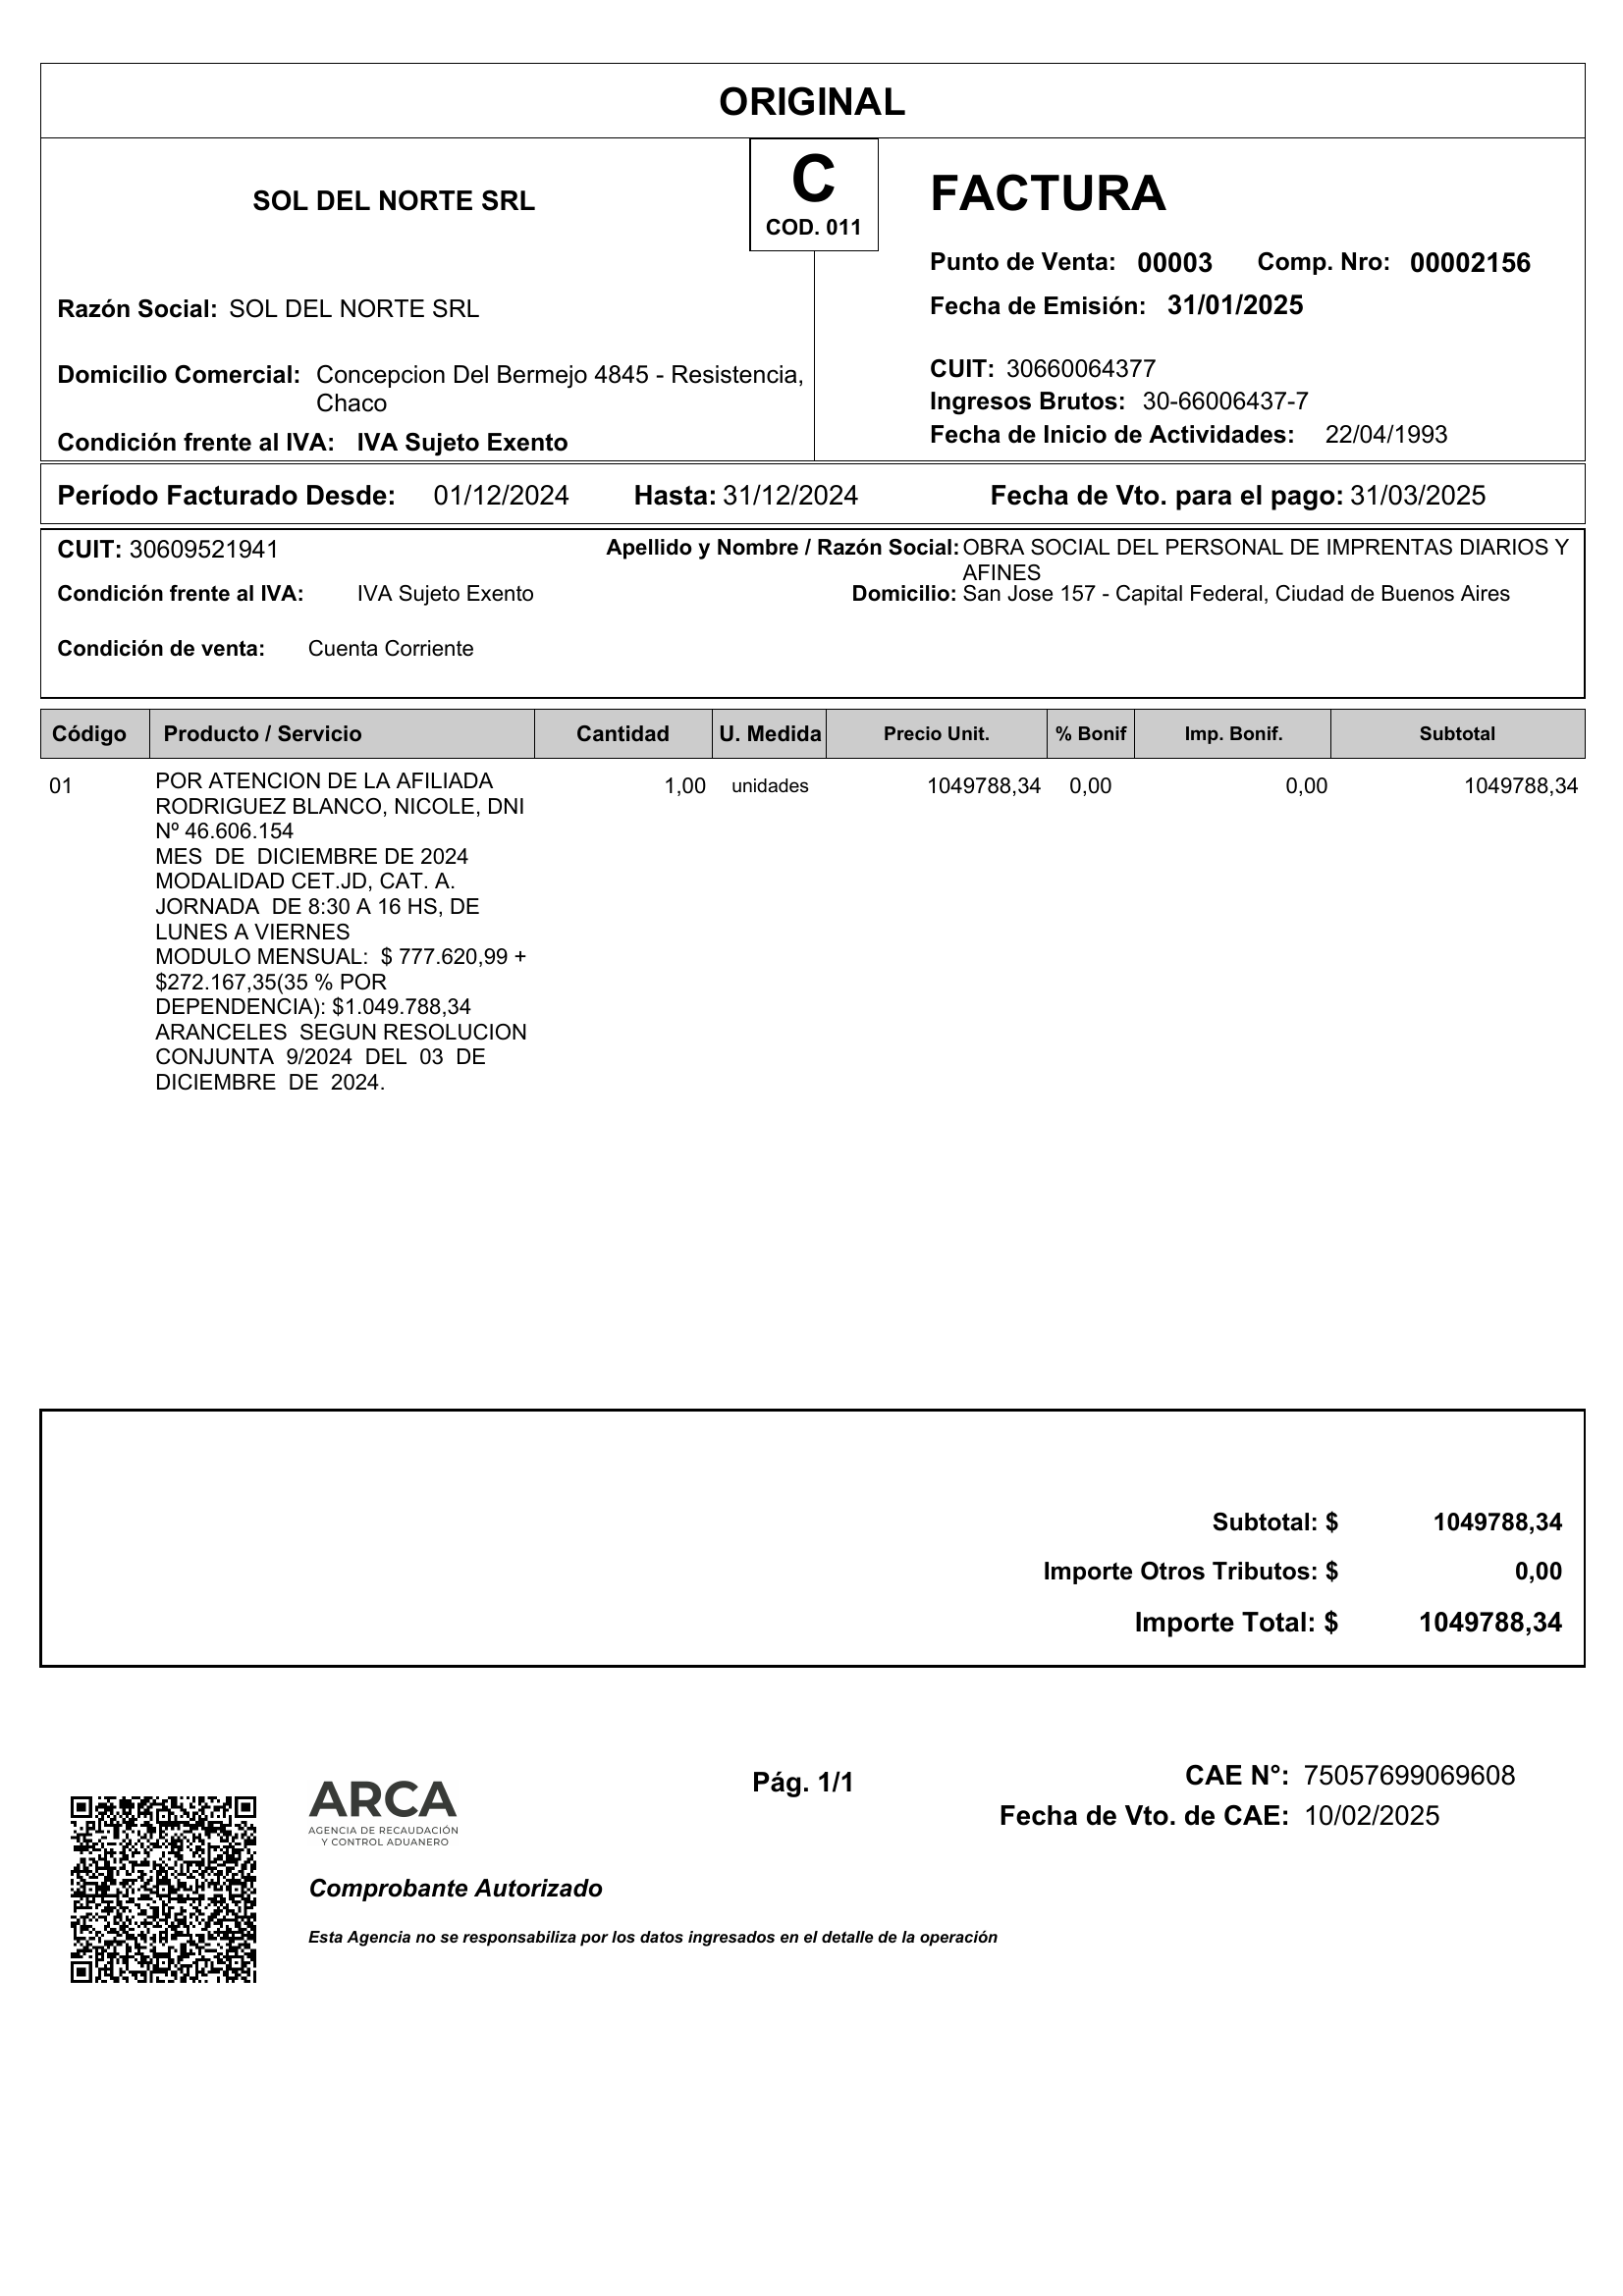 ORIGINAL
SOL DEL NORTE SRL
C
COD. 011
FACTURA
Punto de Venta: 00003 Comp. Nro: 00002156
Fecha de Emisión: 31/01/2025
Razón Social: SOL DEL NORTE SRL
Domicilio Comercial: Concepcion Del Bermejo 4845 - Resistencia,
Chaco
Condición frente al IVA: IVA Sujeto Exento
CUIT: 30660064377
Ingresos Brutos: 30-66006437-7
Fecha de Inicio de Actividades: 22/04/1993
Período Facturado Desde: 01/12/2024 Hasta: 31/12/2024 Fecha de Vto. para el pago: 31/03/2025
CUIT: 30609521941
Apellido y Nombre / Razón Social: OBRA SOCIAL DEL PERSONAL DE IMPRENTAS DIARIOS Y
AFINES
Condición frente al IVA: IVA Sujeto Exento
Domicilio: San Jose 157 - Capital Federal, Ciudad de Buenos Aires
Condición de venta: Cuenta Corriente
Código Producto / Servicio Cantidad U. Medida Precio Unit. % Bonif Imp. Bonif. Subtotal
01 POR ATENCION DE LA AFILIADA 1,00 unidades 1049788,34 0,00 0,00 1049788,34
RODRIGUEZ BLANCO, NICOLE, DNI
Nº 46.606.154
MES DE DICIEMBRE DE 2024
MODALIDAD CET.JD, CAT. A.
JORNADA DE 8:30 A 16 HS, DE
LUNES A VIERNES
MODULO MENSUAL: $ 777.620,99 +
$272.167,35(35 % POR
DEPENDENCIA): $1.049.788,34
ARANCELES SEGUN RESOLUCION
CONJUNTA 9/2024 DEL 03 DE
DICIEMBRE DE 2024.
Subtotal: $ 1049788,34
Importe Otros Tributos: $ 0,00
Importe Total: $ 1049788,34
ARCA
AGENCIA DE RECAUDACIÓN
Y CONTROL ADUANERO
Comprobante Autorizado
Esta Agencia no se responsabiliza por los datos ingresados en el detalle de la operación
Pág. 1/1
CAE N°: 75057699069608
Fecha de Vto. de CAE: 10/02/2025